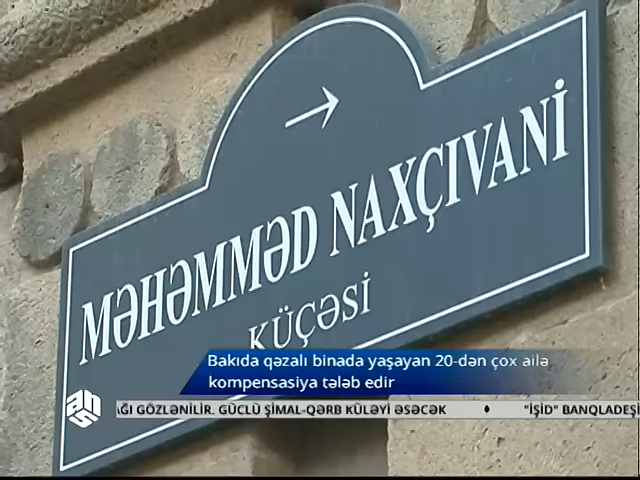 MƏHƏMMƏD NAXÇIVANİ
KÜÇƏSİ
Bakıda qəzalı binada yaşayan 20-dən çox ailə
kompensasiya tələb edir
ans
GÖZLƏNİLİR. GÜCLÜ ŞİMAL-QƏRB KÜLƏYİ ƏSƏCƏK ♦ "İŞİD"